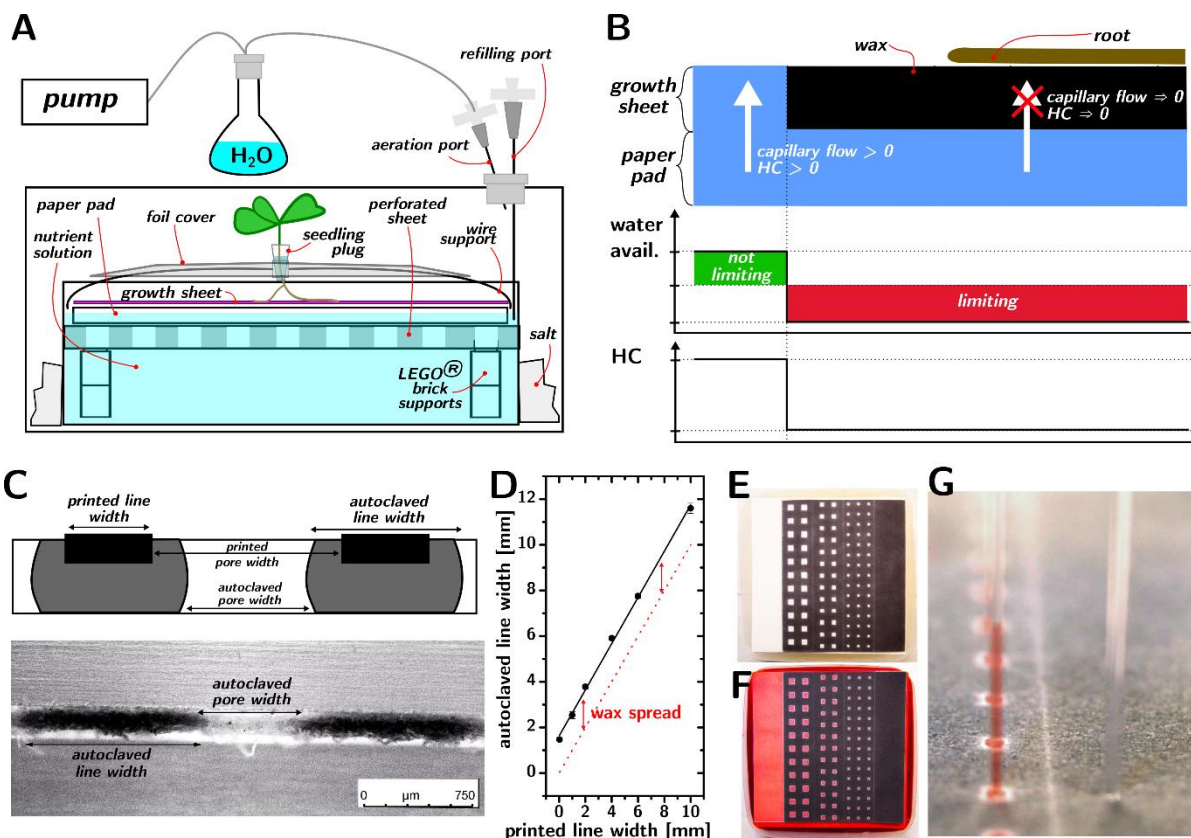 A
pump
H₂O
refilling port
aeration port
paper pad
foil cover
nutrient
solution
perforated
sheet
seedling
plug
wire
support
growth sheet
LEGO®
brick
supports
salt
B
wax
root
growth
sheet
paper
pad
capillary flow ⇒ 0
HC ⇒ 0
capillary flow > 0
HC > 0
water
avail.
not
limiting
limiting
HC
C
printed line
width
autoclaved
line width
printed
pore width
autoclaved
pore width
autoclaved
pore width
autoclaved
line width
µm 750
D
autoclaved line width [mm]
12
10
8
6
4
2
0
wax spread
0 2 4 6 8 10
printed line width [mm]
E
F
G